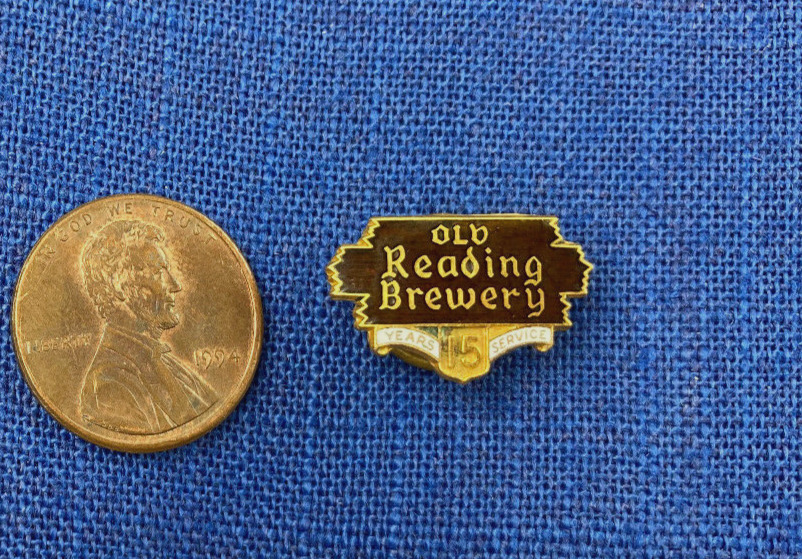 IN GOD WE TRUST
LIBERTY
1994
OLD
Reading
Brewery
YEARS 15 SERVICE